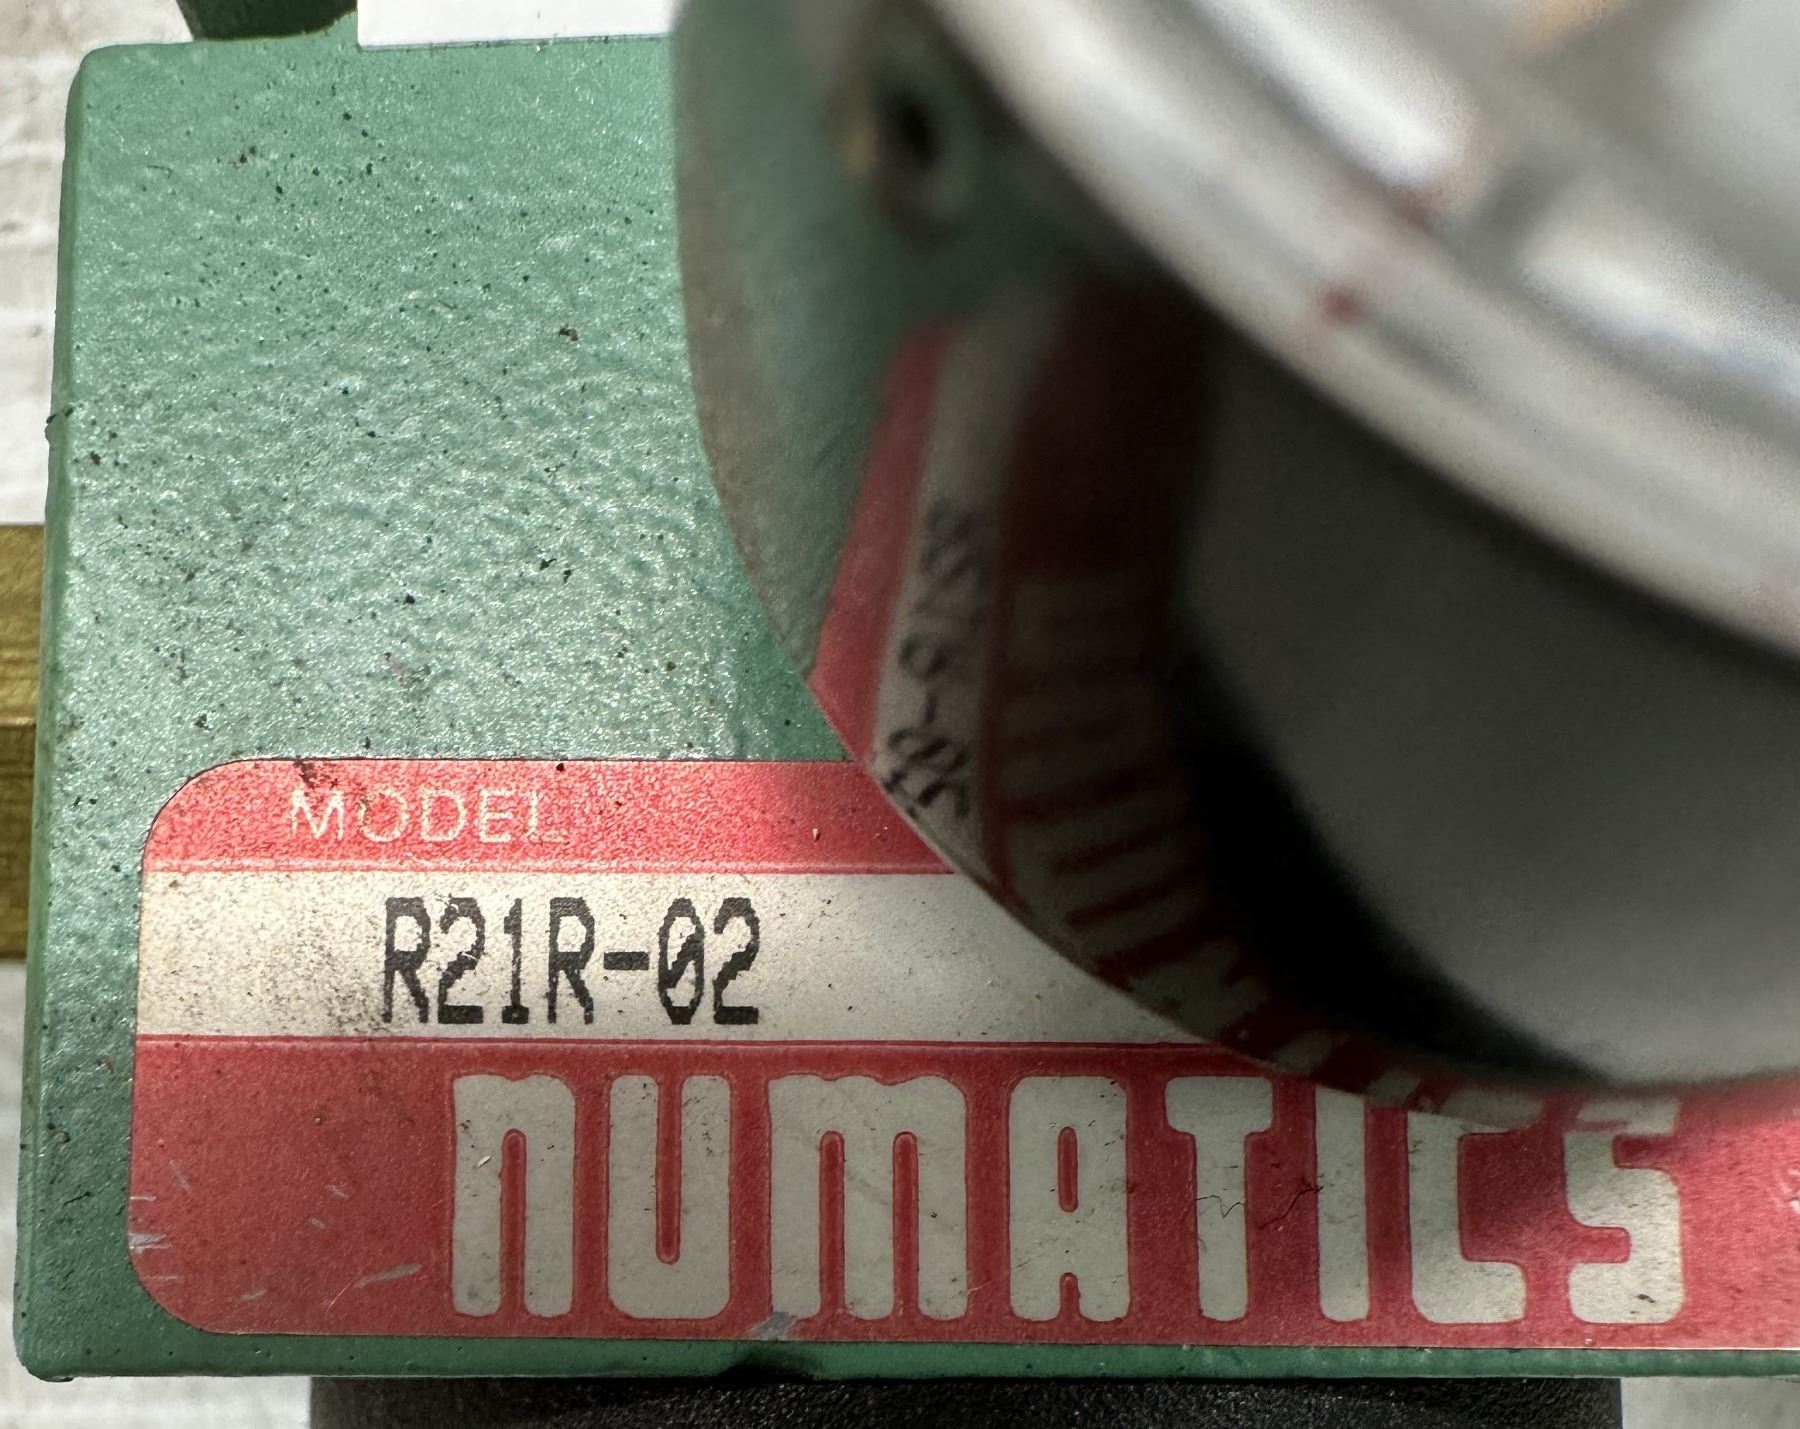 MODEL
R21R-02
NUMATICS